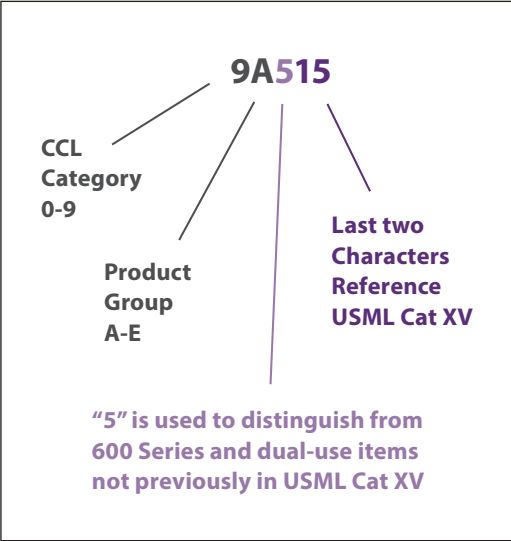 9A515
CCL
Category
0-9
Product
Group
A-E
Last two
Characters
Reference
USML Cat XV
“5” is used to distinguish from
600 Series and dual-use items
not previously in USML Cat XV